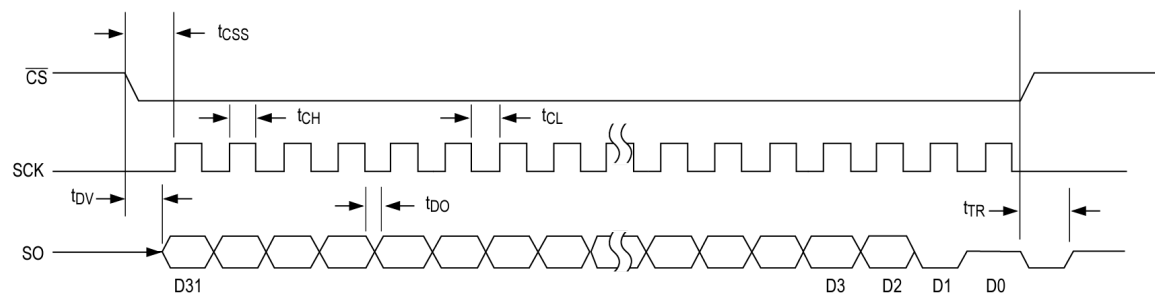 tCSS
CS
tCH
tCL
SCK
tDV
tDO
tTR
SO
D31
D3
D2
D1
D0